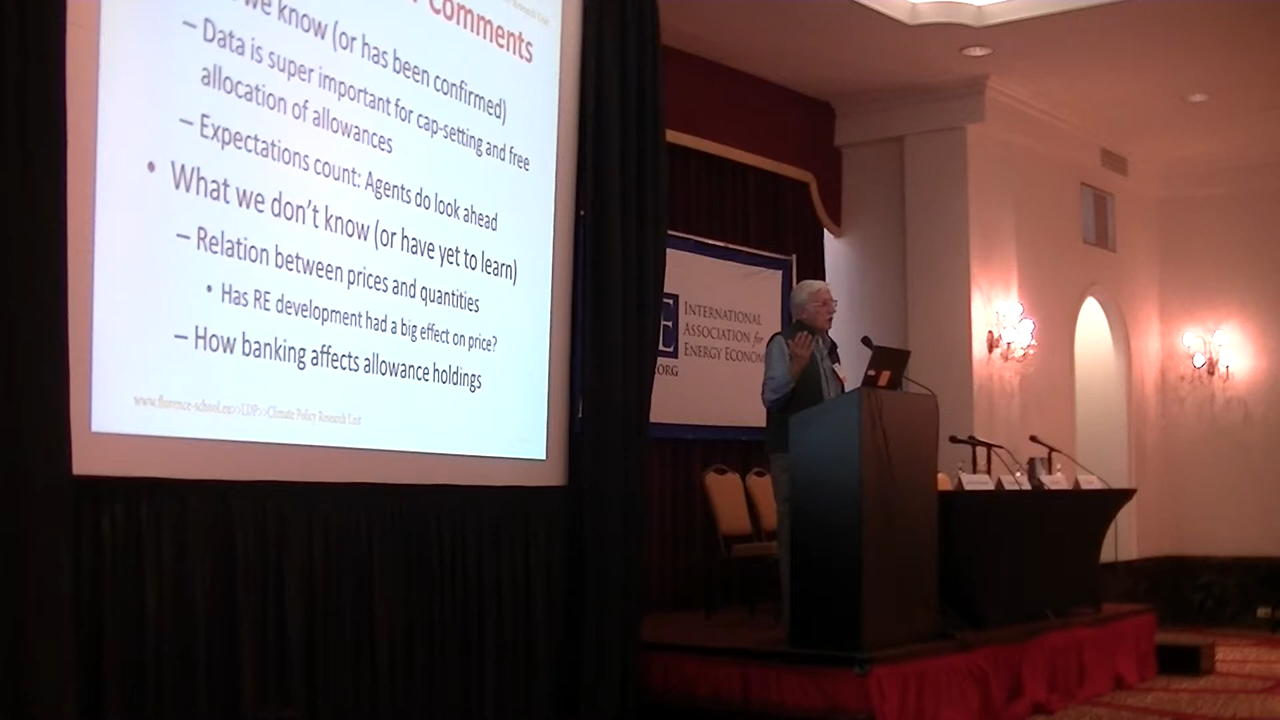 Comments
we know (or has been confirmed)
– Data is super important for cap-setting and free
allocation of allowances
– Expectations count: Agents do look ahead
• What we don't know (or have yet to learn)
– Relation between prices and quantities
• Has RE development had a big effect on price?
– How banking affects allowance holdings
www.florence-school.eu>>LDP>>Climate Policy Research Unit
E
INTERNATIONAL
ASSOCIATION for
ENERGY ECONOM
.ORG